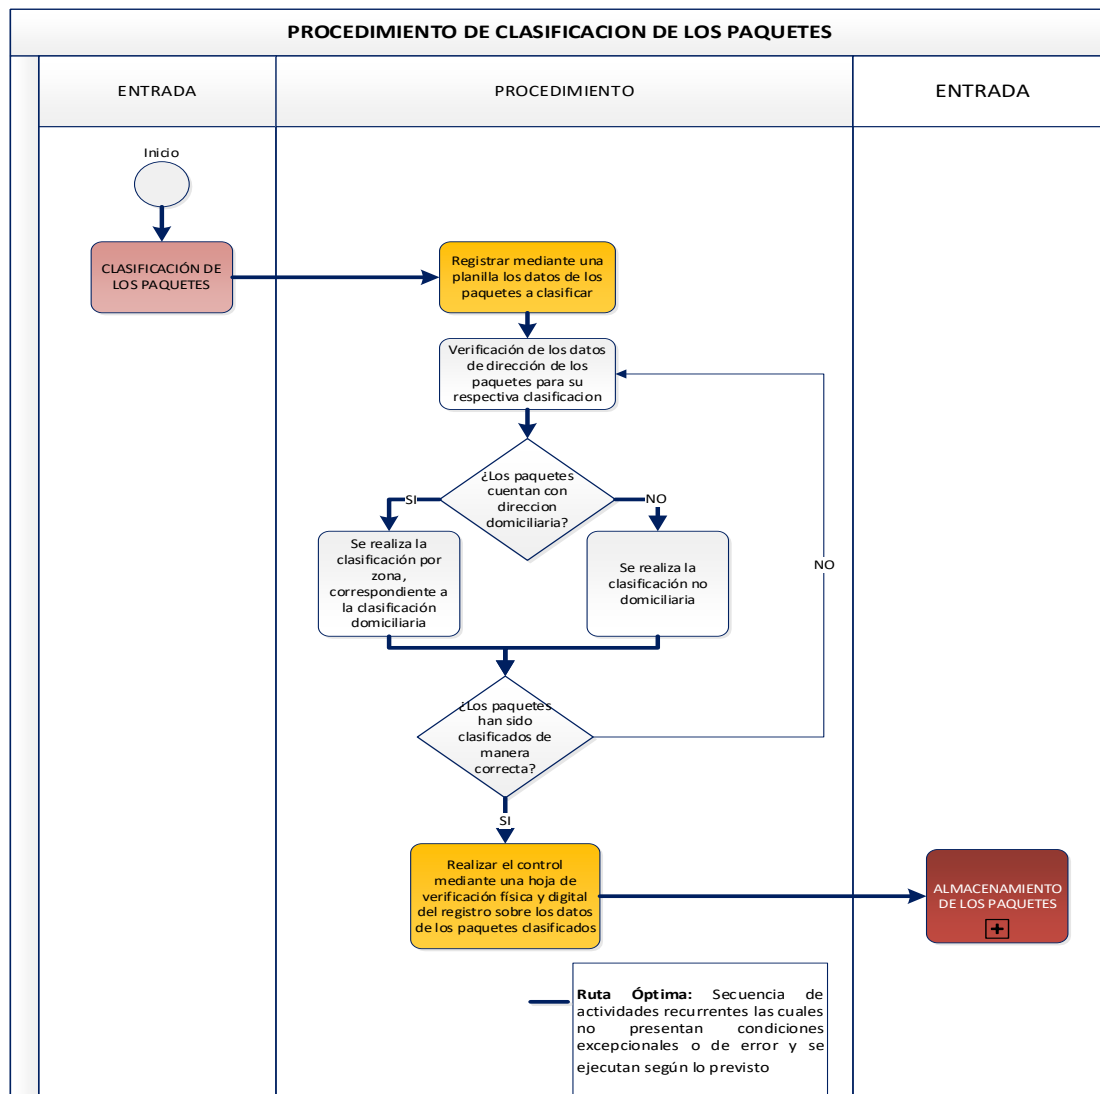 PROCEDIMIENTO DE CLASIFICACION DE LOS PAQUETES
ENTRADA
PROCEDIMIENTO
ENTRADA
Inicio
CLASIFICACIÓN DE
LOS PAQUETES
Registrar mediante una
planilla los datos de los
paquetes a clasificar
Verificación de los datos
de dirección de los
paquetes para su
respectiva clasificacion
¿Los paquetes
cuentan con
direccion
domiciliaria?
SI
NO
Se realiza la
clasificación por
zona,
correspondiente a
la clasificación
domiciliaria
Se realiza la
clasificación no
domiciliaria
NO
¿Los paquetes
han sido
clasificados de
manera
correcta?
SI
Realizar el control
mediante una hoja de
verificación física y digital
del registro sobre los datos
de los paquetes clasificados
ALMACENAMIENTO
DE LOS PAQUETES
Ruta Óptima: Secuencia de
actividades recurrentes las cuales
no presentan condiciones
excepcionales o de error y se
ejecutan según lo previsto